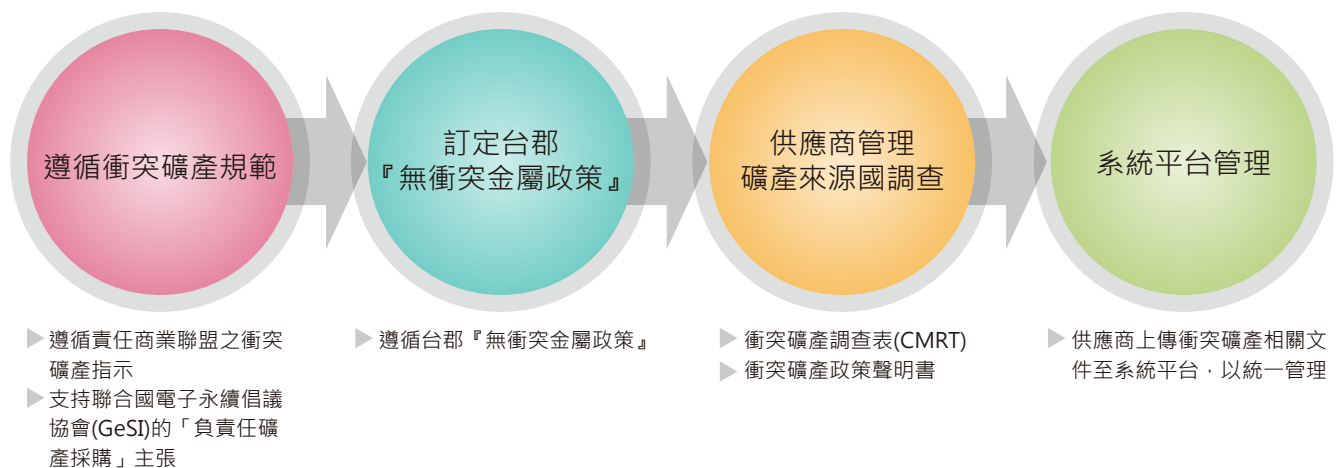 遵循衝突礦產規範
訂定台郡
『無衝突金屬政策』
供應商管理
礦產來源國調查
系統平台管理
遵循責任商業聯盟之衝突
礦產指示
支持聯合國電子永續倡議
協會(GeSI)的「負責任礦
產採購」主張
遵循台郡『無衝突金屬政策』
衝突礦產調查表(CMRT)
衝突礦產政策聲明書
供應商上傳衝突礦產相關文
件至系統平台，以統一管理